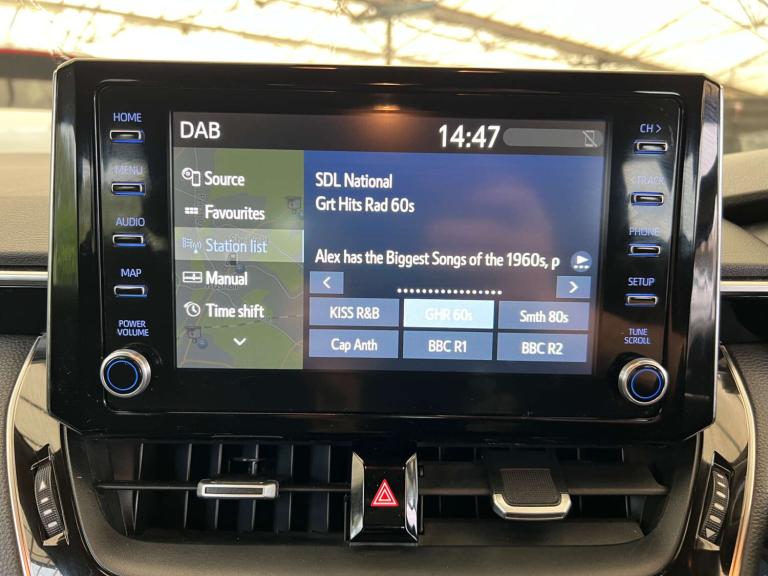 HOME
MENU
AUDIO
MAP
POWER
VOLUME
DAB
14:47
Source
Favourites
Station list
Manual
Time shift
SDL National
Grt Hits Rad 60s
Alex has the Biggest Songs of the 1960s, p
<
>
KISS R&B
GHR 60s
Smth 80s
Cap Anth
BBC R1
BBC R2
CH >
< TRACK
PHONE
SETUP
TUNE
SCROLL